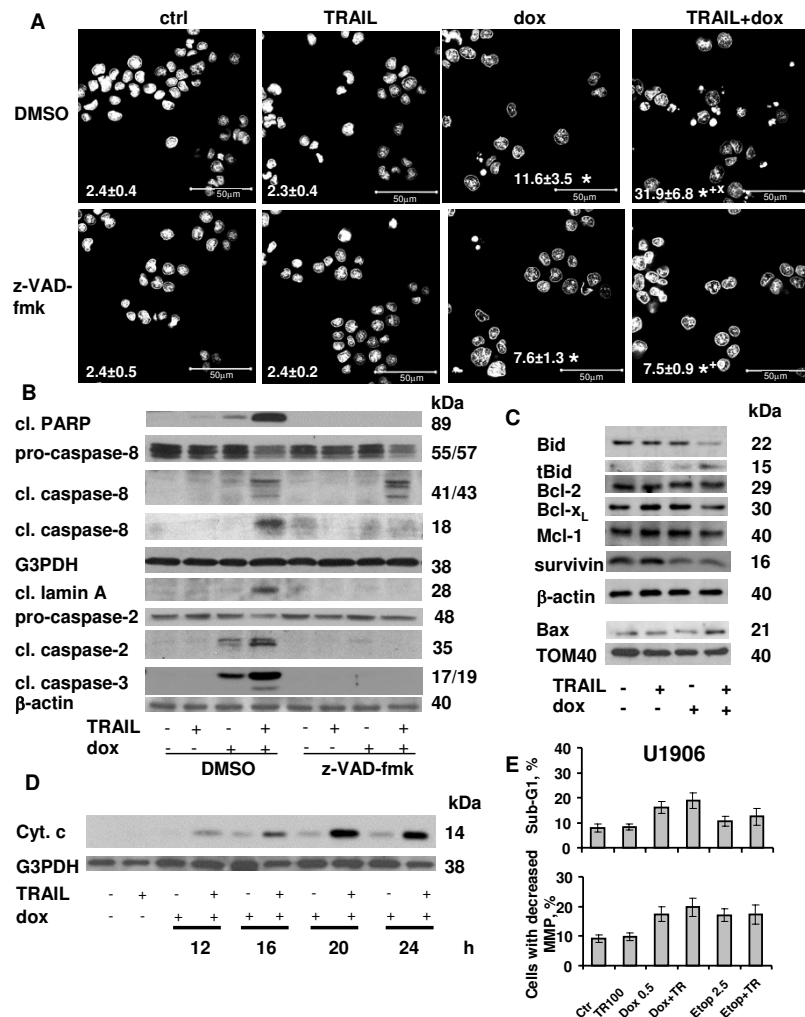 A
ctrl TRAIL dox TRAIL+dox
DMSO
2.4±0.4 50µm
2.3±0.4 50µm
11.6±3.5 * 50µm
31.9±6.8 *+x 50µm
z-VAD-
fmk
2.4±0.5 50µm
2.4±0.2 50µm
7.6±1.3 * 50µm
7.5±0.9 *+ 50µm
B
kDa
cl. PARP 89
pro-caspase-8 55/57
cl. caspase-8 41/43
cl. caspase-8 18
G3PDH 38
cl. lamin A 28
pro-caspase-2 48
cl. caspase-2 35
cl. caspase-3 17/19
β-actin 40
TRAIL - + - + - + - +
dox - - + + - - + +
DMSO z-VAD-fmk
C
kDa
Bid 22
tBid 15
Bcl-2 29
Bcl-xL 30
Mcl-1 40
survivin 16
β-actin 40
Bax 21
TOM40 40
TRAIL - + - +
dox - - + +
D
kDa
Cyt. c 14
G3PDH 38
TRAIL - + - + - + - + - +
dox - - + + + + + + + +
12 16 20 24 h
E
U1906
Sub-G1, %
40
30
20
10
0
Cells with decreased
MMP, %
30
20
10
0
Ctr
TR100
Dox 0.5
Dox+TR
Etop 2.5
Etop+TR